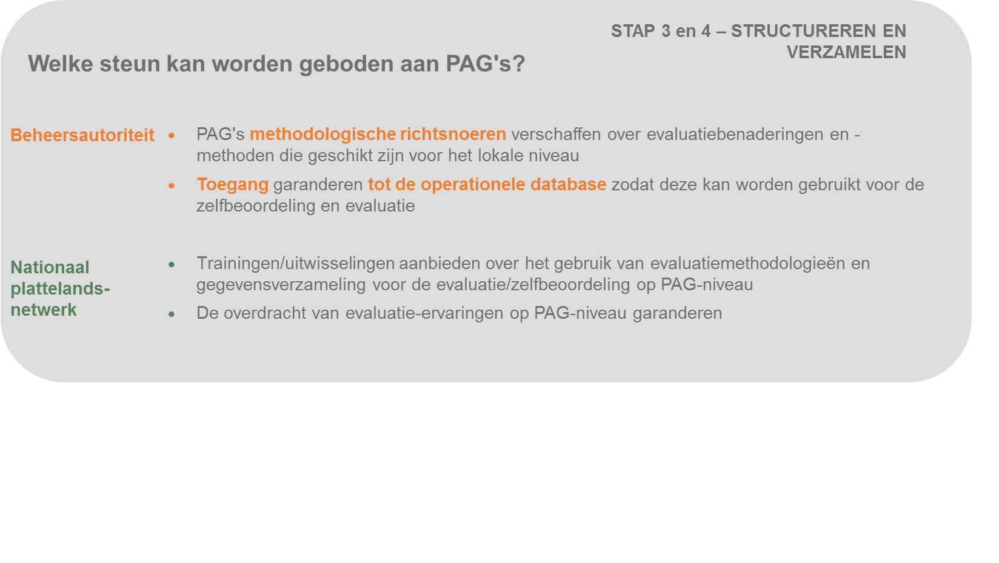 STAP 3 en 4 – STRUCTUREREN EN
VERZAMELEN
Welke steun kan worden geboden aan PAG's?
Beheersautoriteit
• PAG's methodologische richtsnoeren verschaffen over evaluatiebenaderingen en -
methoden die geschikt zijn voor het lokale niveau
• Toegang garanderen tot de operationele database zodat deze kan worden gebruikt voor de
zelfbeoordeling en evaluatie
Nationaal
plattelands-
netwerk
• Trainingen/uitwisselingen aanbieden over het gebruik van evaluatiemethodologieën en
gegevensverzameling voor de evaluatie/zelfbeoordeling op PAG-niveau
• De overdracht van evaluatie-ervaringen op PAG-niveau garanderen